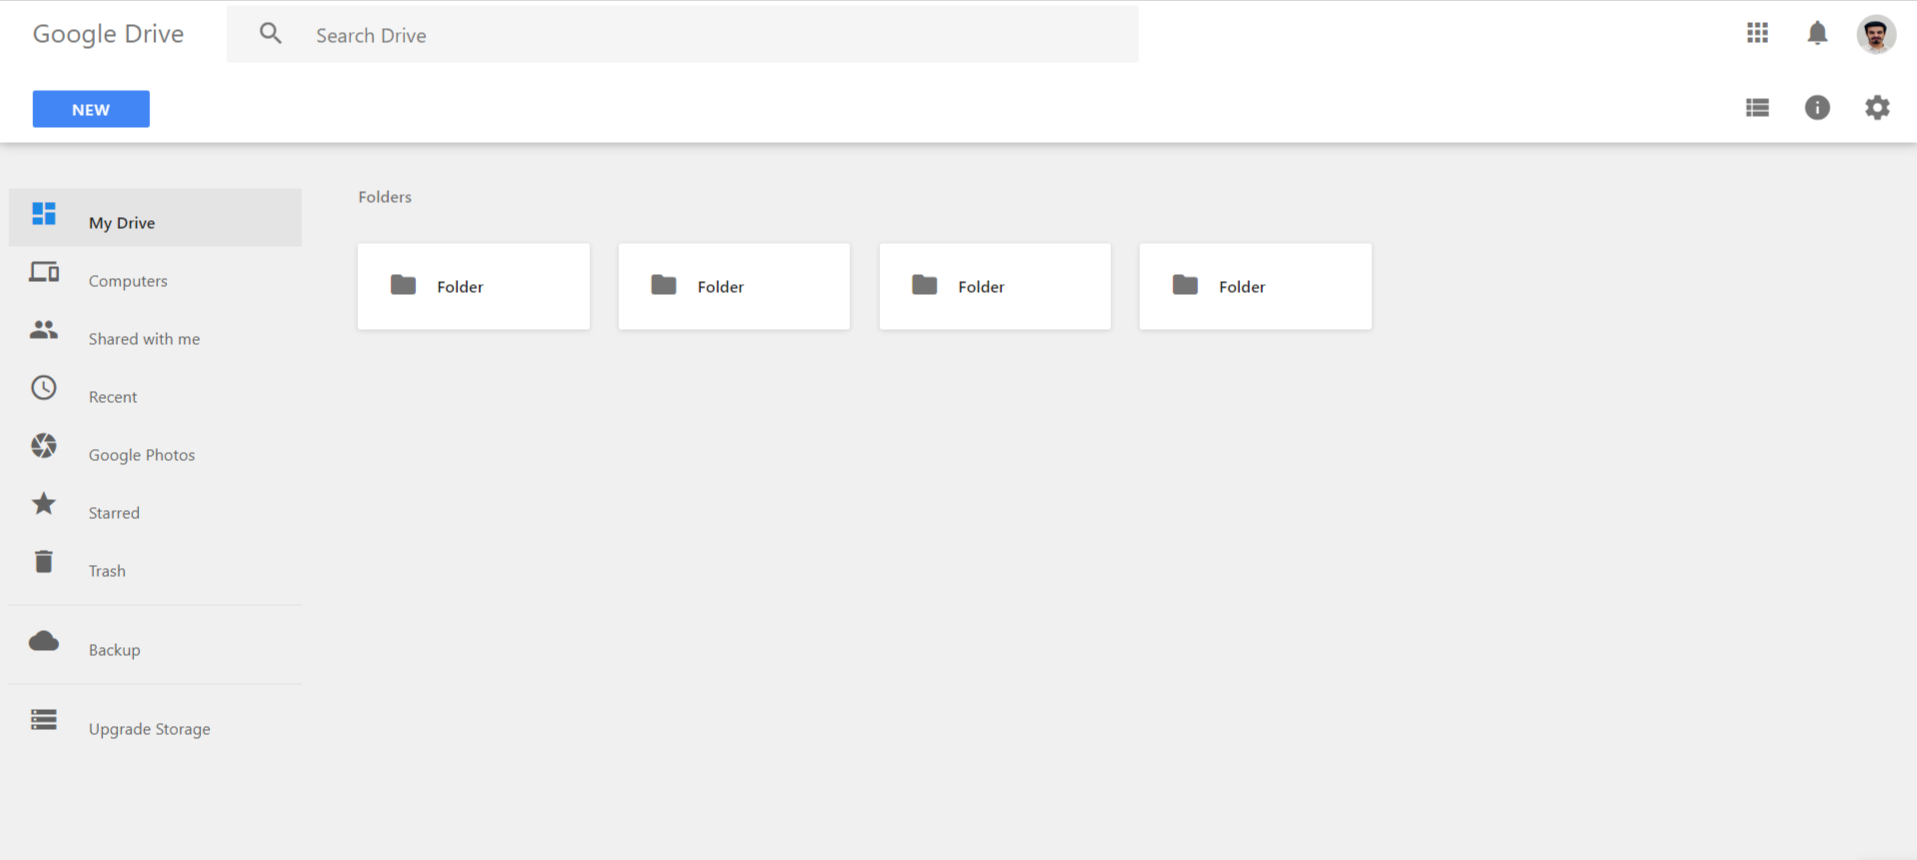 Google Drive
Search Drive
NEW
My Drive
Computers
Shared with me
Recent
Google Photos
Starred
Trash
Backup
Upgrade Storage
Folders
Folder
Folder
Folder
Folder